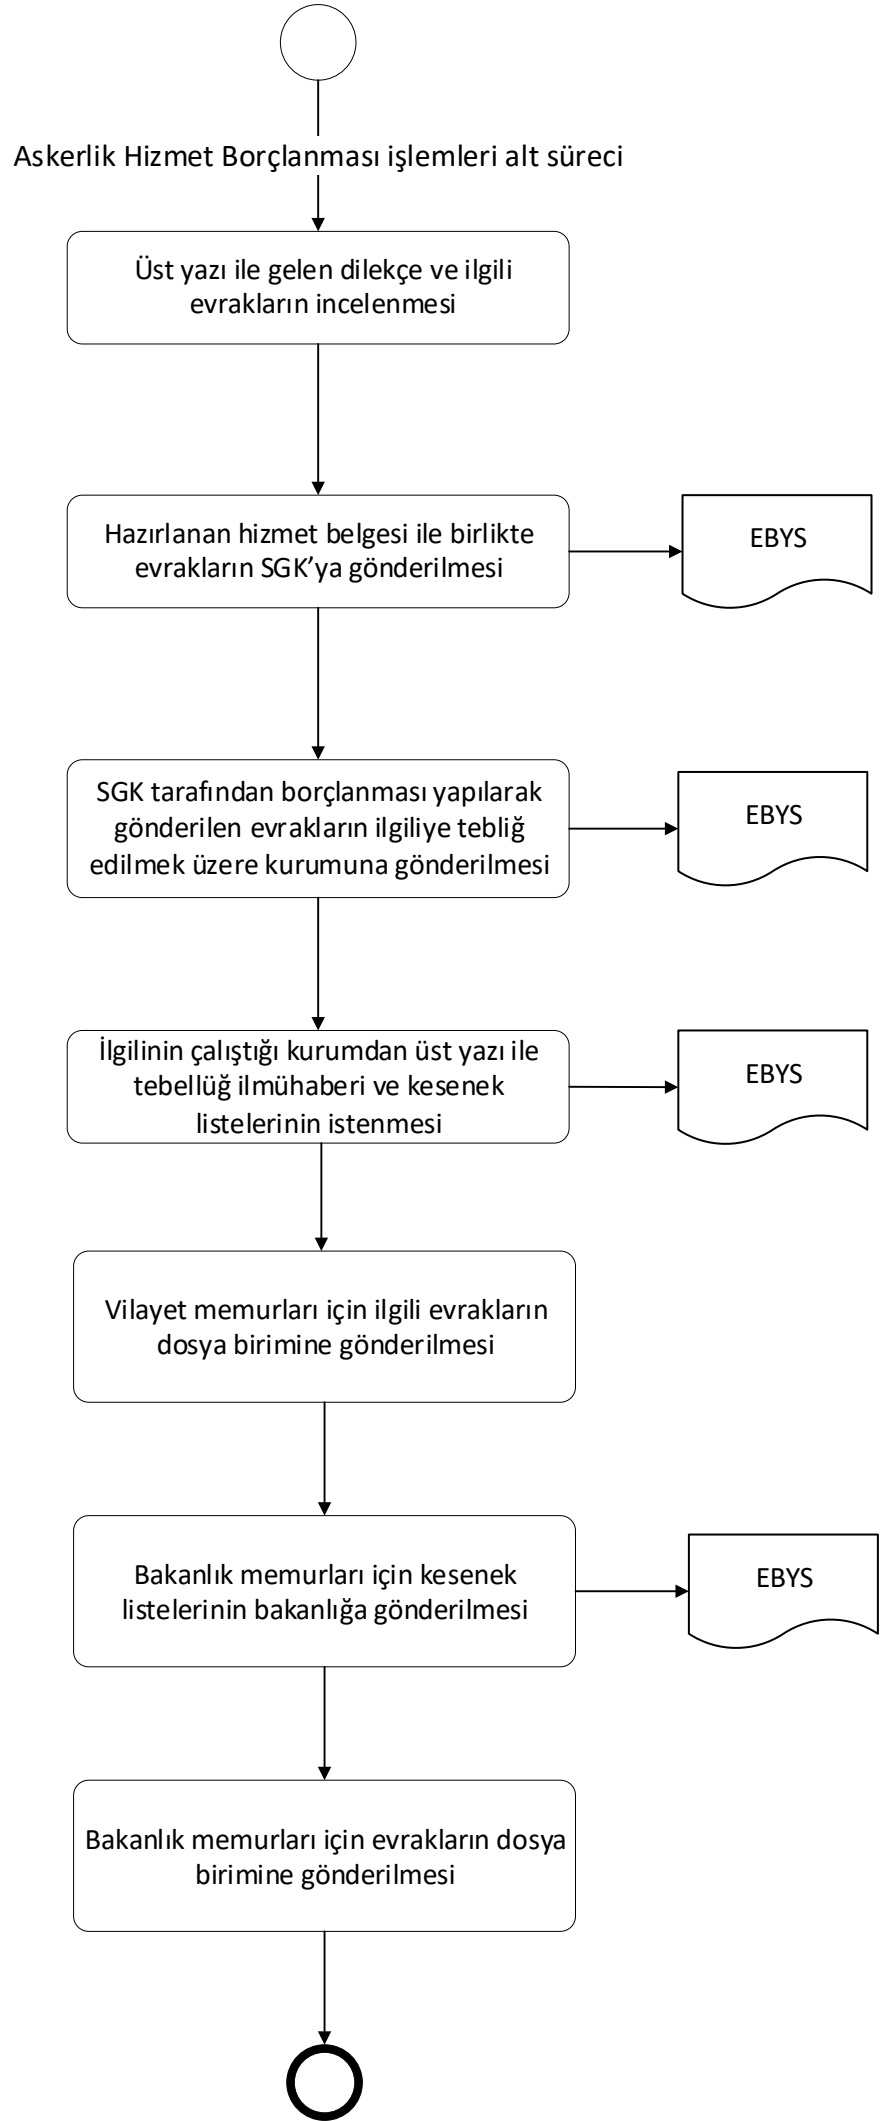 Askerlik Hizmet Borçlanması işlemleri alt süreci
Üst yazı ile gelen dilekçe ve ilgili
evrakların incelenmesi
Hazırlanan hizmet belgesi ile birlikte
evrakların SGK’ya gönderilmesi
EBYS
SGK tarafından borçlanması yapılarak
gönderilen evrakların ilgiliye tebliğ
edilmek üzere kurumuna gönderilmesi
EBYS
İlgilinin çalıştığı kurumdan üst yazı ile
tebellüğ ilmühaberi ve kesenek
listelerinin istenmesi
EBYS
Vilayet memurları için ilgili evrakların
dosya birimine gönderilmesi
Bakanlık memurları için kesenek
listelerinin bakanlığa gönderilmesi
EBYS
Bakanlık memurları için evrakların dosya
birimine gönderilmesi